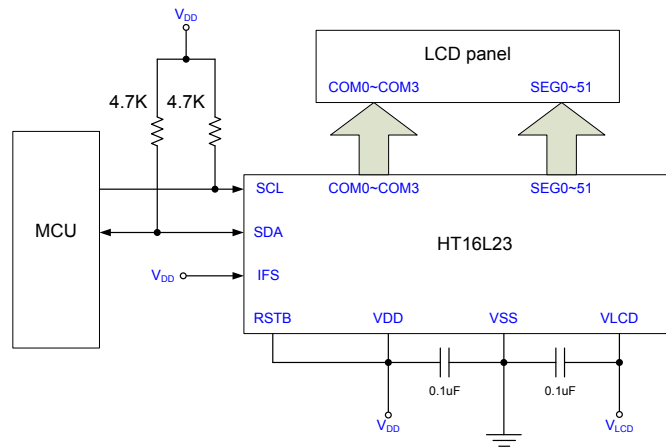 VDD
4.7K 4.7K
LCD panel
COM0~COM3 SEG0~51
MCU
SCL COM0~COM3 SEG0~51
SDA
HT16L23
VDD IFS
RSTB VDD VSS VLCD
0.1uF 0.1uF
VDD VLCD